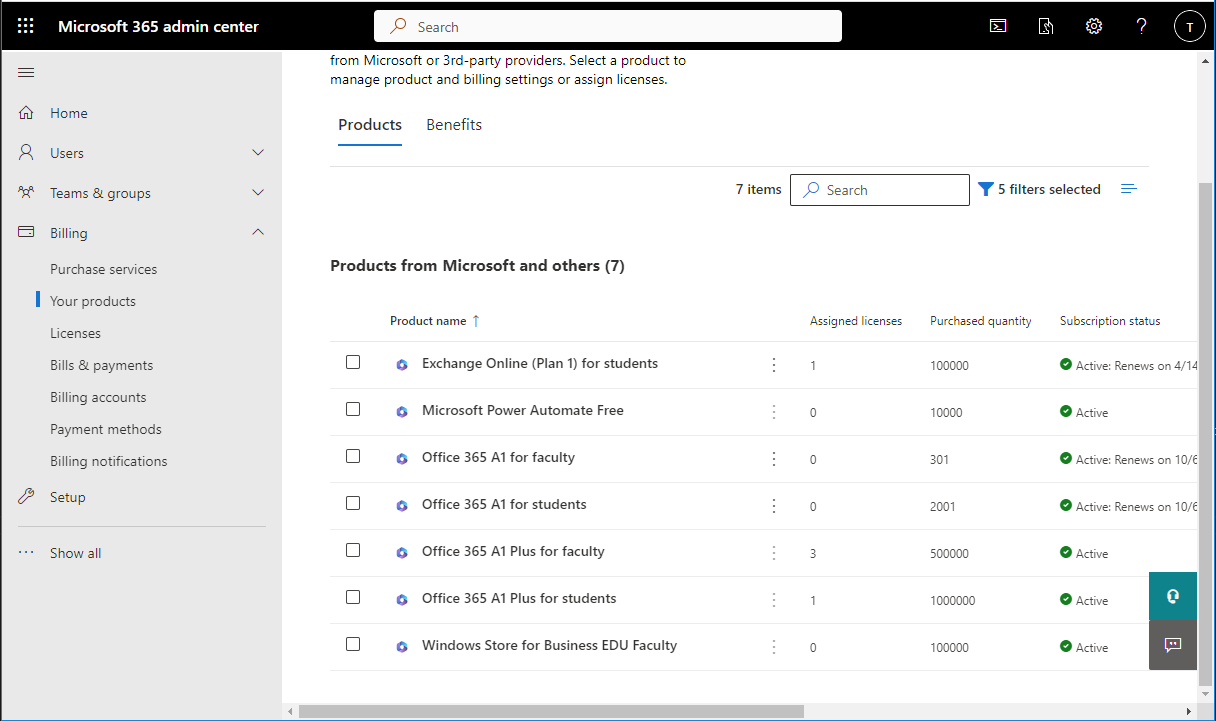 Microsoft 365 admin center
Search
?
T
Home
Users
Teams & groups
Billing
Purchase services
Your products
Licenses
Bills & payments
Billing accounts
Payment methods
Billing notifications
Setup
Show all
from Microsoft or 3rd-party providers. Select a product to
manage product and billing settings or assign licenses.
Products Benefits
7 items Search 5 filters selected
Products from Microsoft and others (7)
Product name ↑ Assigned licenses Purchased quantity Subscription status
Exchange Online (Plan 1) for students 1 100000 Active: Renews on 4/14
Microsoft Power Automate Free 0 10000 Active
Office 365 A1 for faculty 0 301 Active: Renews on 10/6
Office 365 A1 for students 0 2001 Active: Renews on 10/6
Office 365 A1 Plus for faculty 3 500000 Active
Office 365 A1 Plus for students 1 1000000 Active
Windows Store for Business EDU Faculty 0 100000 Active